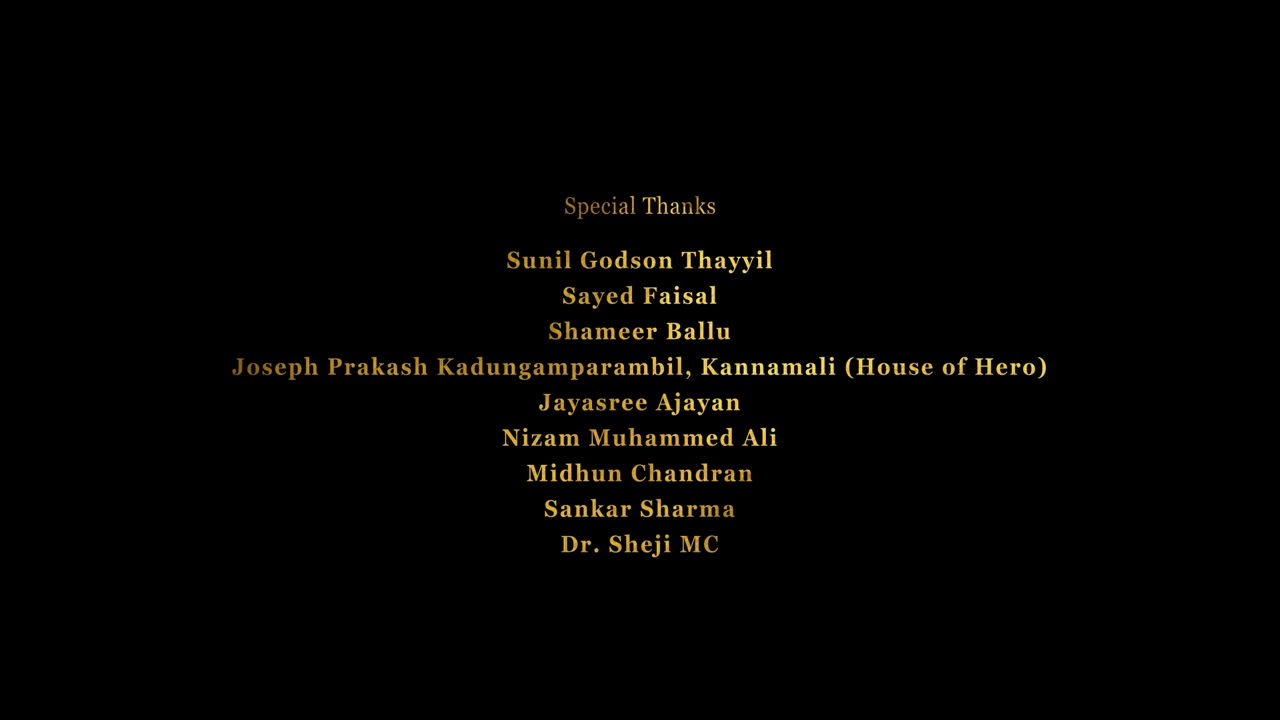 Special Thanks
Sunil Godson Thayyil
Sayed Faisal
Shameer Ballu
Joseph Prakash Kadungamparambil, Kannamali (House of Hero)
Jayasree Ajayan
Nizam Muhammed Ali
Midhun Chandran
Sankar Sharma
Dr. Sheji MC